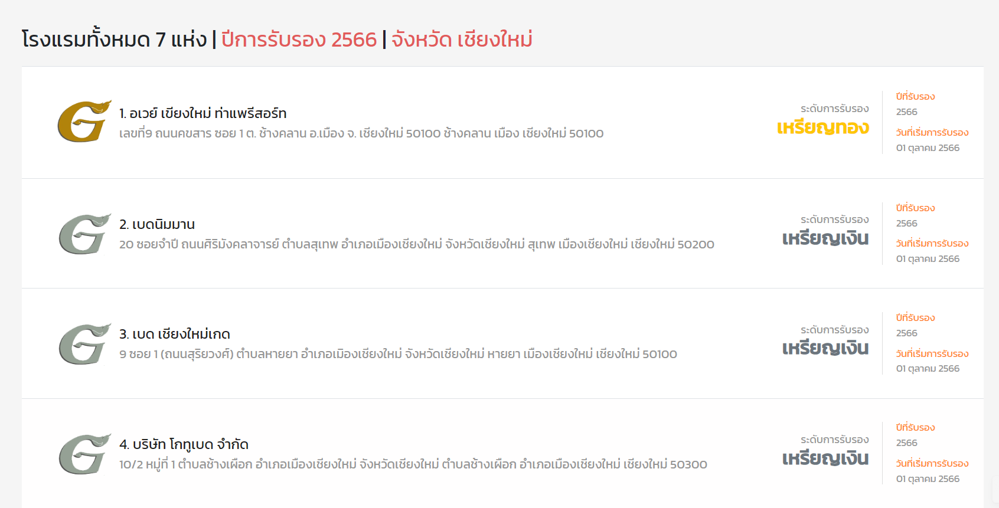 โรงแรมทั้งหมด 7 แห่ง | ปีการรับรอง 2566 | จังหวัด เชียงใหม่
1. อเวย์ เขียงใหม่ ท่าแพรีสอร์ท
เลขที่9 ถนนคขสาร ซอย 1 ต. ช้างคลาน อ.เมือง จ. เชียงใหม่ 50100 ช้างคลาน เมือง เชียงใหม่ 50100
ระดับการรับรอง
เหรียญทอง
ปีที่รับรอง
2566
วันที่เริ่มการรับรอง
01 ตุลาคม 2566
2. เบดนิมมาน
20 ซอยจำปี ถนนศิริมังคลาจารย์ ตำบลสุเทพ อำเภอเมืองเชียงใหม่ จังหวัดเชียงใหม่ สุเทพ เมืองเชียงใหม่ เชียงใหม่ 50200
ระดับการรับรอง
เหรียญเงิน
ปีที่รับรอง
2566
วันที่เริ่มการรับรอง
01 ตุลาคม 2566
3. เบด เชียงใหม่เกด
9 ซอย 1 (ถนนสุริยวงศ์) ตำบลหายยา อำเภอเมืองเชียงใหม่ จังหวัดเชียงใหม่ หายยา เมืองเชียงใหม่ เชียงใหม่ 50100
ระดับการรับรอง
เหรียญเงิน
ปีที่รับรอง
2566
วันที่เริ่มการรับรอง
01 ตุลาคม 2566
4. บริษัท โกทูเบด จำกัด
10/2 หมู่ที่ 1 ตำบลช้างเผือก อำเภอเมืองเชียงใหม่ จังหวัดเชียงใหม่ ตำบลช้างเผือก อำเภอเมืองเชียงใหม่ เชียงใหม่ 50300
ระดับการรับรอง
เหรียญเงิน
ปีที่รับรอง
2566
วันที่เริ่มการรับรอง
01 ตุลาคม 2566